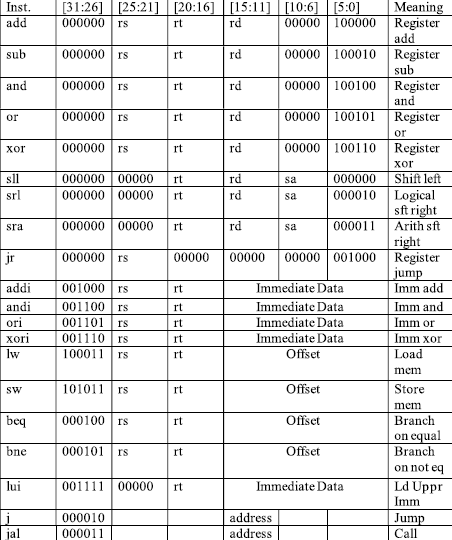 Inst. [31:26] [25:21] [20:16] [15:11] [10:6] [5:0] Meaning
add 000000 rs rt rd 00000 100000 Register
add
sub 000000 rs rt rd 00000 100010 Register
sub
and 000000 rs rt rd 00000 100100 Register
and
or 000000 rs rt rd 00000 100101 Register
or
xor 000000 rs rt rd 00000 100110 Register
xor
sll 000000 00000 rt rd sa 000000 Shift left
srl 000000 00000 rt rd sa 000010 Logical
sft right
sra 000000 00000 rt rd sa 000011 Arith sft
right
jr 000000 rs 00000 00000 00000 001000 Register
jump
addi 001000 rs rt Immediate Data Imm add
andi 001100 rs rt Immediate Data Imm and
ori 001101 rs rt Immediate Data Imm or
xori 001110 rs rt Immediate Data Imm xor
lw 100011 rs rt Offset Load
mem
sw 101011 rs rt Offset Store
mem
beq 000100 rs rt Offset Branch
on equal
bne 000101 rs rt Offset Branch
on not eq
lui 001111 00000 rt Immediate Data Ld Uppr
Imm
j 000010 address Jump
jal 000011 address Call